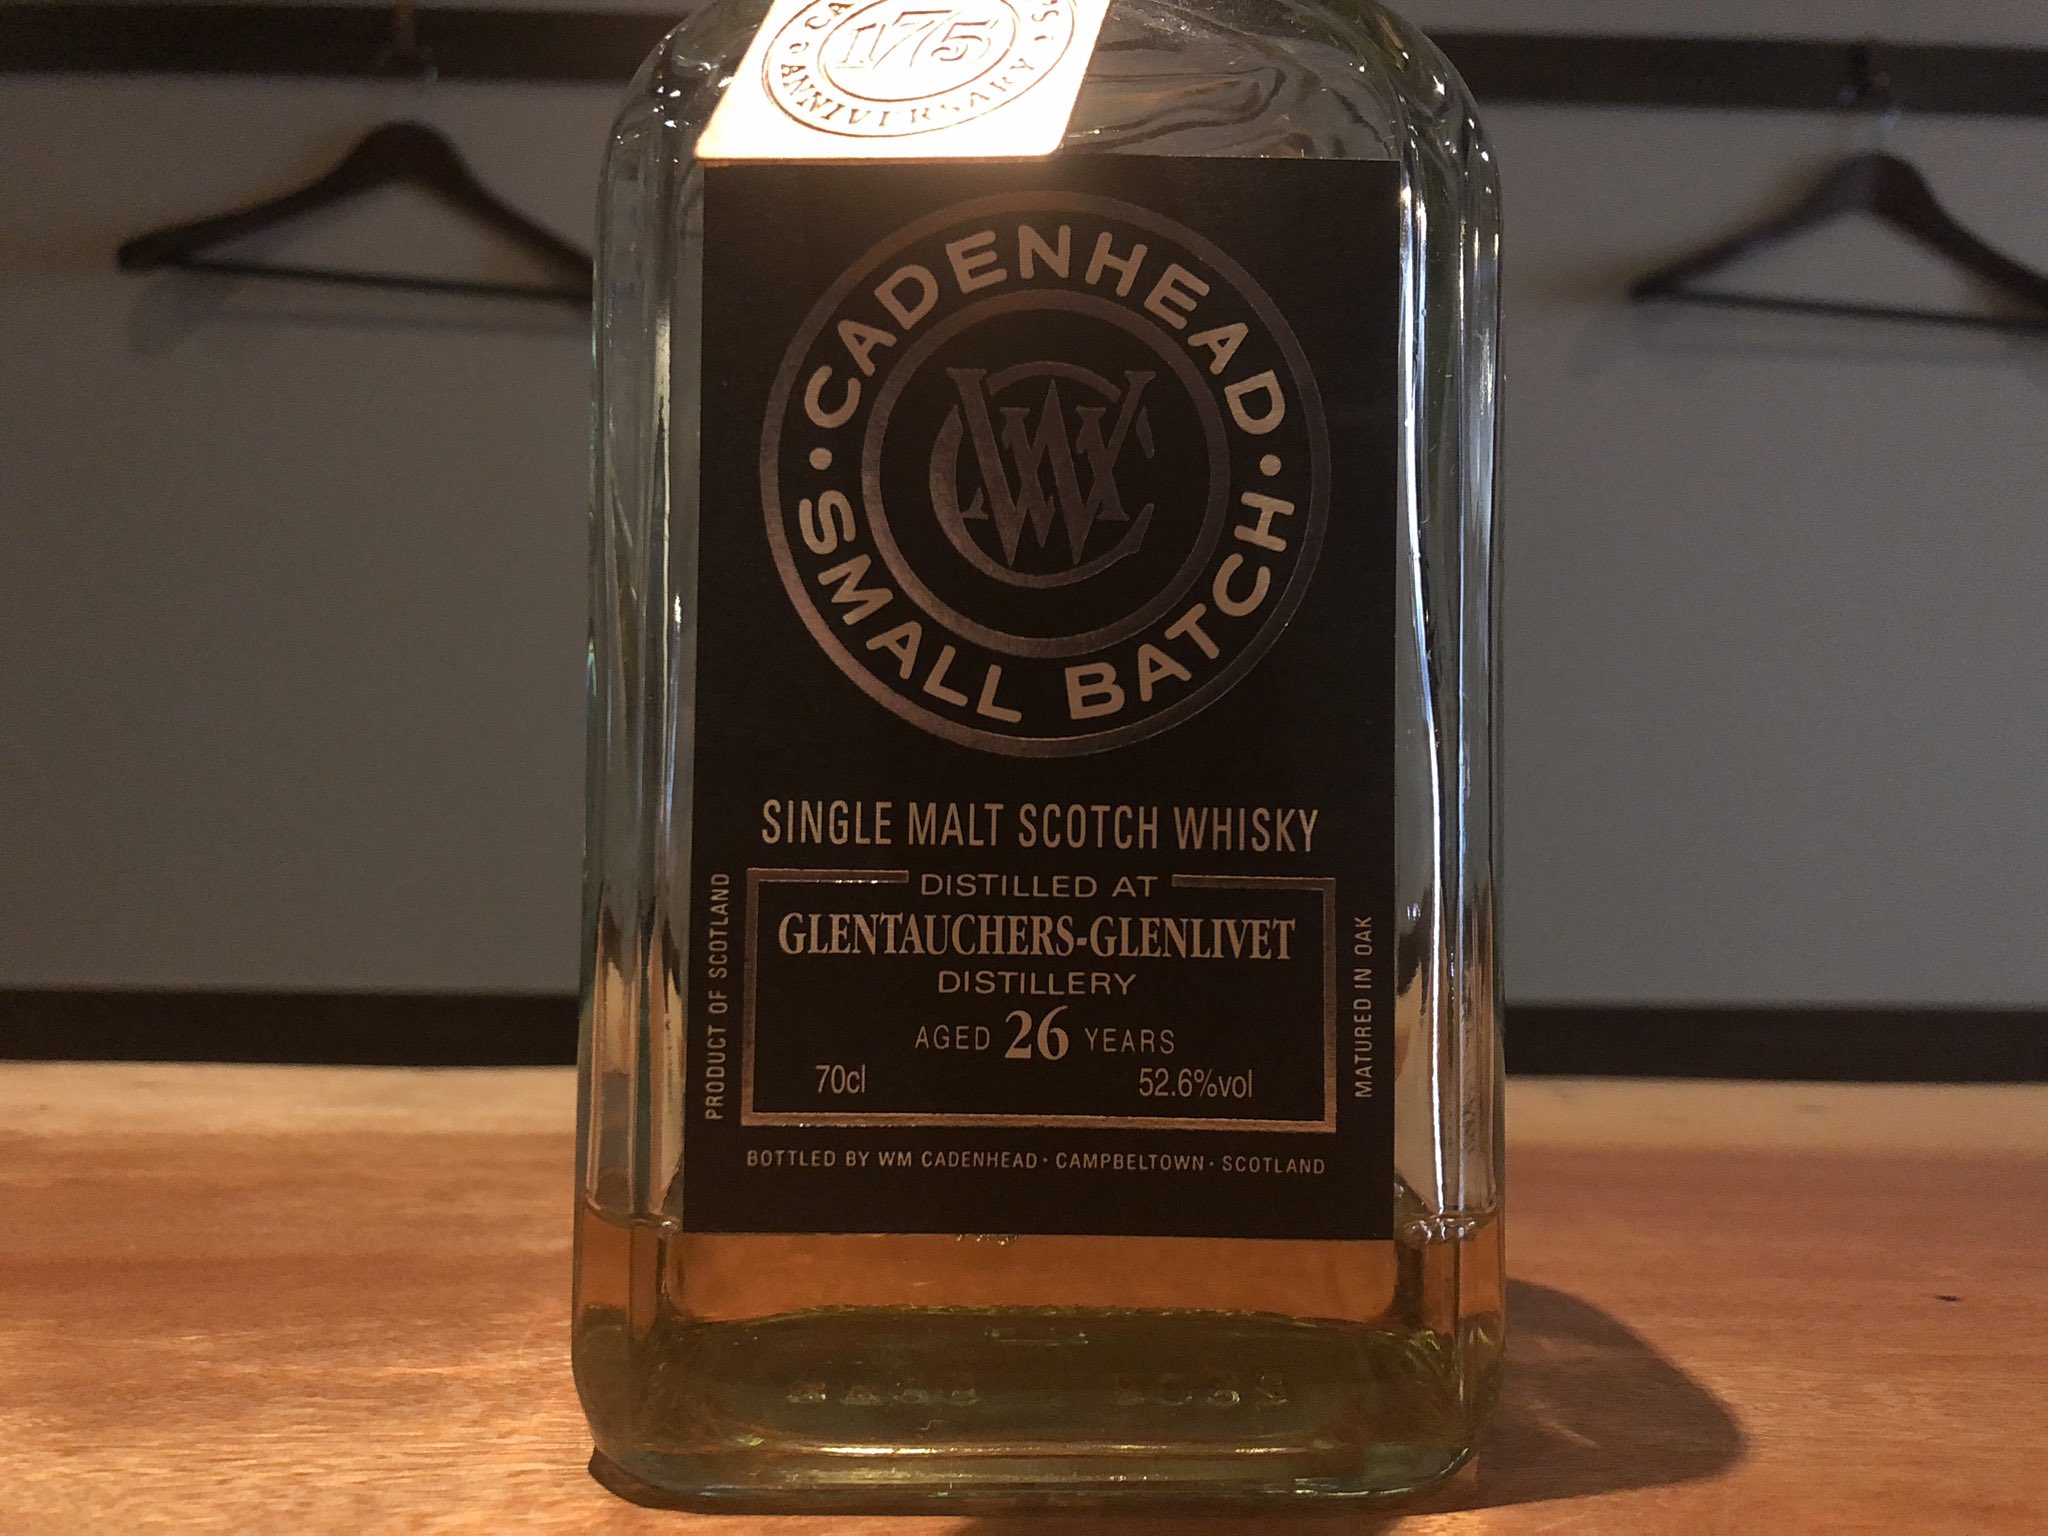 175
ANNIVERSARY
CADENHEAD
WC
SMALL BATCH
SINGLE MALT SCOTCH WHISKY
DISTILLED AT
GLENTAUCHERS-GLENLIVET
DISTILLERY
AGED 26 YEARS
70cl 52.6%vol
PRODUCT OF SCOTLAND
MATURED IN OAK
BOTTLED BY WM CADENHEAD · CAMPBELTOWN · SCOTLAND